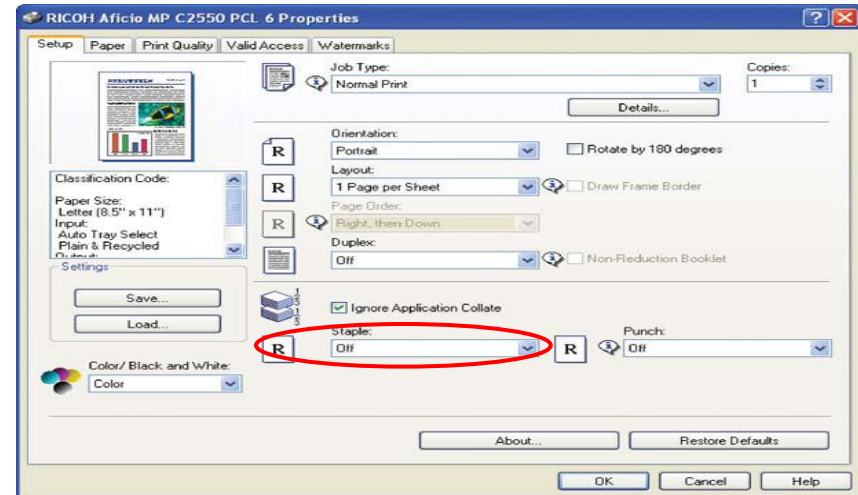 RICOH Aficio MP C2550 PCL 6 Properties
Setup Paper Print Quality Valid Access Watermarks
Job Type:
Normal Print
Copies:
1
Details...
Classification Code:
Paper Size:
Letter (8.5" x 11")
Input:
Auto Tray Select
Plain & Recycled
Output:
Settings
Save...
Load...
Color/ Black and White:
Color
Orientation:
R
Portrait
Rotate by 180 degrees
Layout:
R
1 Page per Sheet
Draw Frame Border
Page Order:
R
Right, then Down
Duplex:
Off
Non-Reduction Booklet
Ignore Application Collate
Staple:
R
Off
Punch:
R
Off
About...
Restore Defaults
OK
Cancel
Help